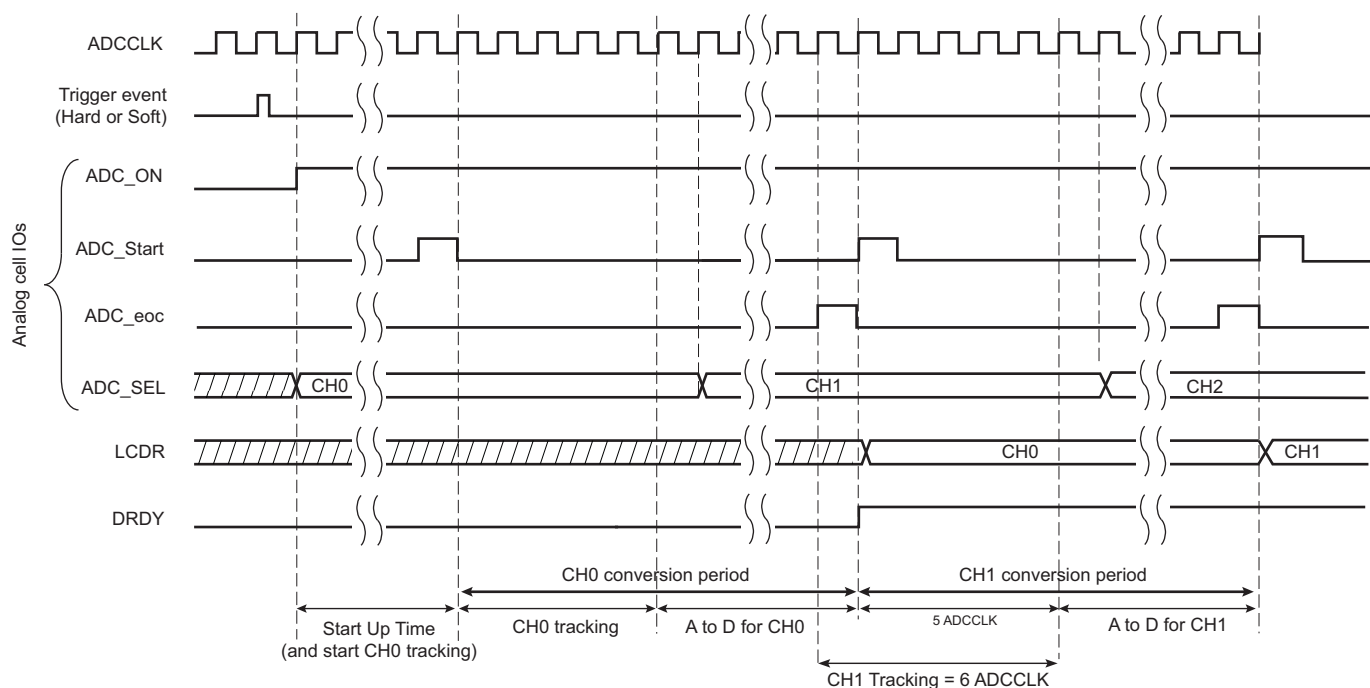 ADCCLK
Trigger event
(Hard or Soft)
Analog cell IOs
ADC_ON
ADC_Start
ADC_eoc
ADC_SEL
CH0
CH1
CH2
LCDR
CH0
CH1
DRDY
CH0 conversion period
CH1 conversion period
Start Up Time
(and start CH0 tracking)
CH0 tracking
A to D for CH0
5 ADCCLK
A to D for CH1
CH1 Tracking = 6 ADCCLK